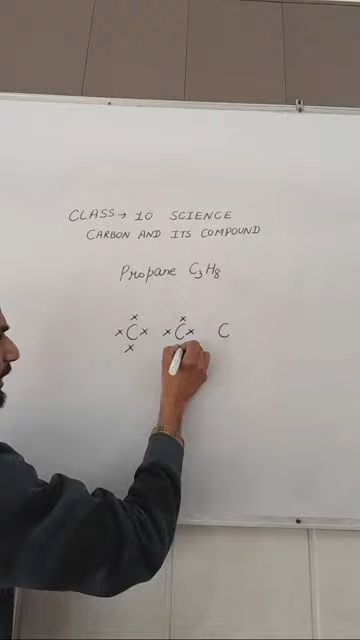 CLASS → 10 SCIENCE
CARBON AND ITS COMPOUND
Propane C₃H₈
x x
x C x x C x C
x